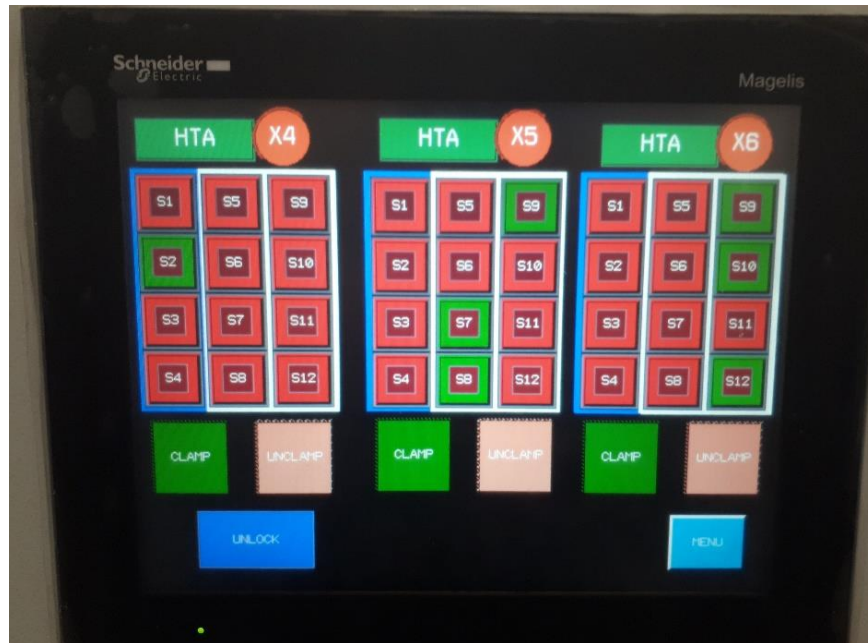 Schneider
Electric
Magelis
HTA X4 HTA X5 HTA X6
S1 S5 S9 S1 S5 S9 S1 S5 S9
S2 S6 S10 S2 S6 S10 S2 S6 S10
S3 S7 S11 S3 S7 S11 S3 S7 S11
S4 S8 S12 S4 S8 S12 S4 S8 S12
CLAMP UNCLAMP CLAMP UNCLAMP CLAMP UNCLAMP
UNLOCK MENU